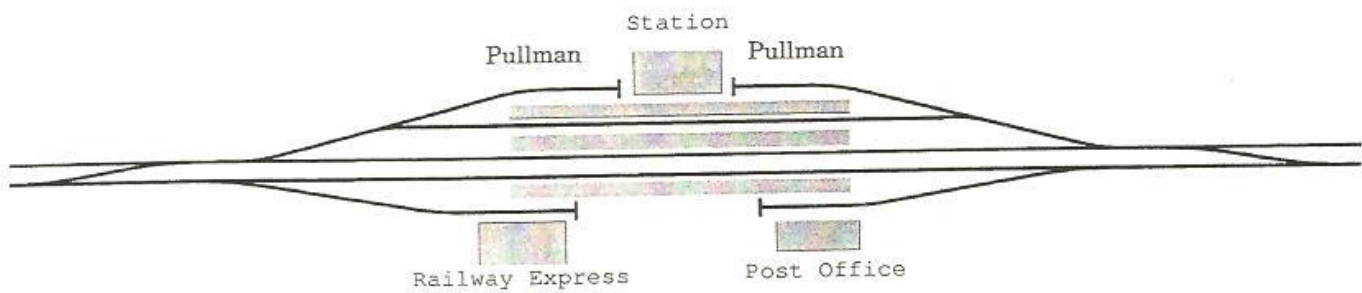 Station
Pullman
Pullman
Railway Express
Post Office